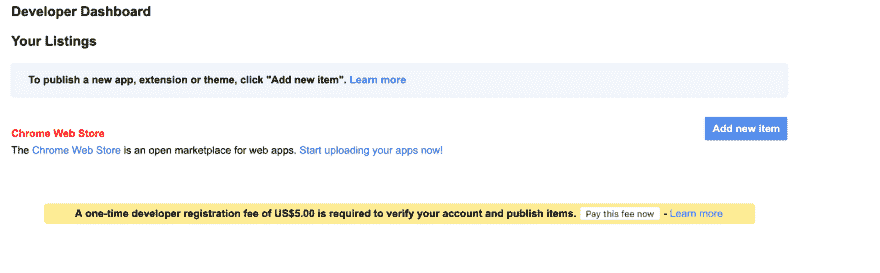 Developer Dashboard
Your Listings
To publish a new app, extension or theme, click "Add new item". Learn more
Chrome Web Store
Add new item
The Chrome Web Store is an open marketplace for web apps. Start uploading your apps now!
A one-time developer registration fee of US$5.00 is required to verify your account and publish items. Pay this fee now - Learn more